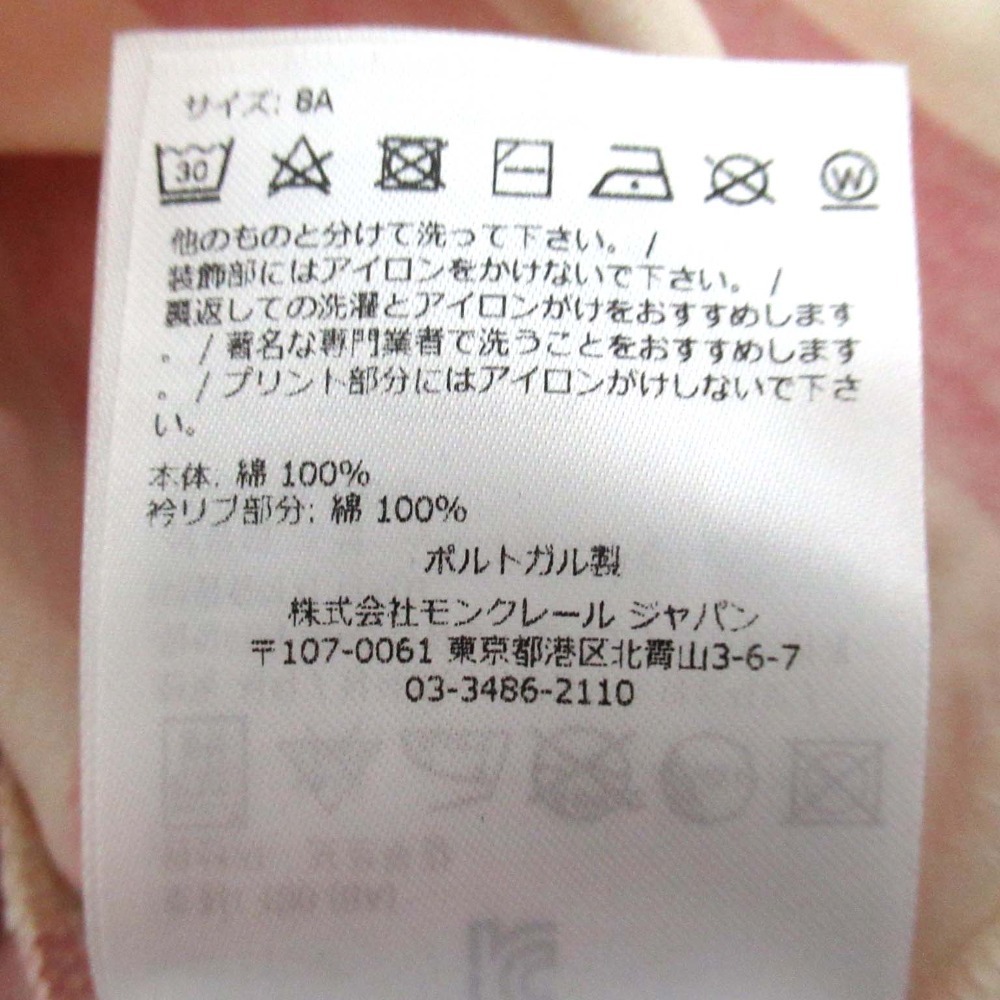 サイズ: 8A
30
W
他のものと分けて洗って下さい。 /
装飾部にはアイロンをかけないで下さい。 /
裏返しての洗濯とアイロンがけをおすすめします
。 / 著名な専門業者で洗うことをおすすめします
。 / プリント部分にはアイロンがけしないで下さ
い。
本体: 綿 100%
衿リブ部分: 綿 100%
ポルトガル製
株式会社モンクレール ジャパン
〒107-0061 東京都港区北青山3-6-7
03-3486-2110